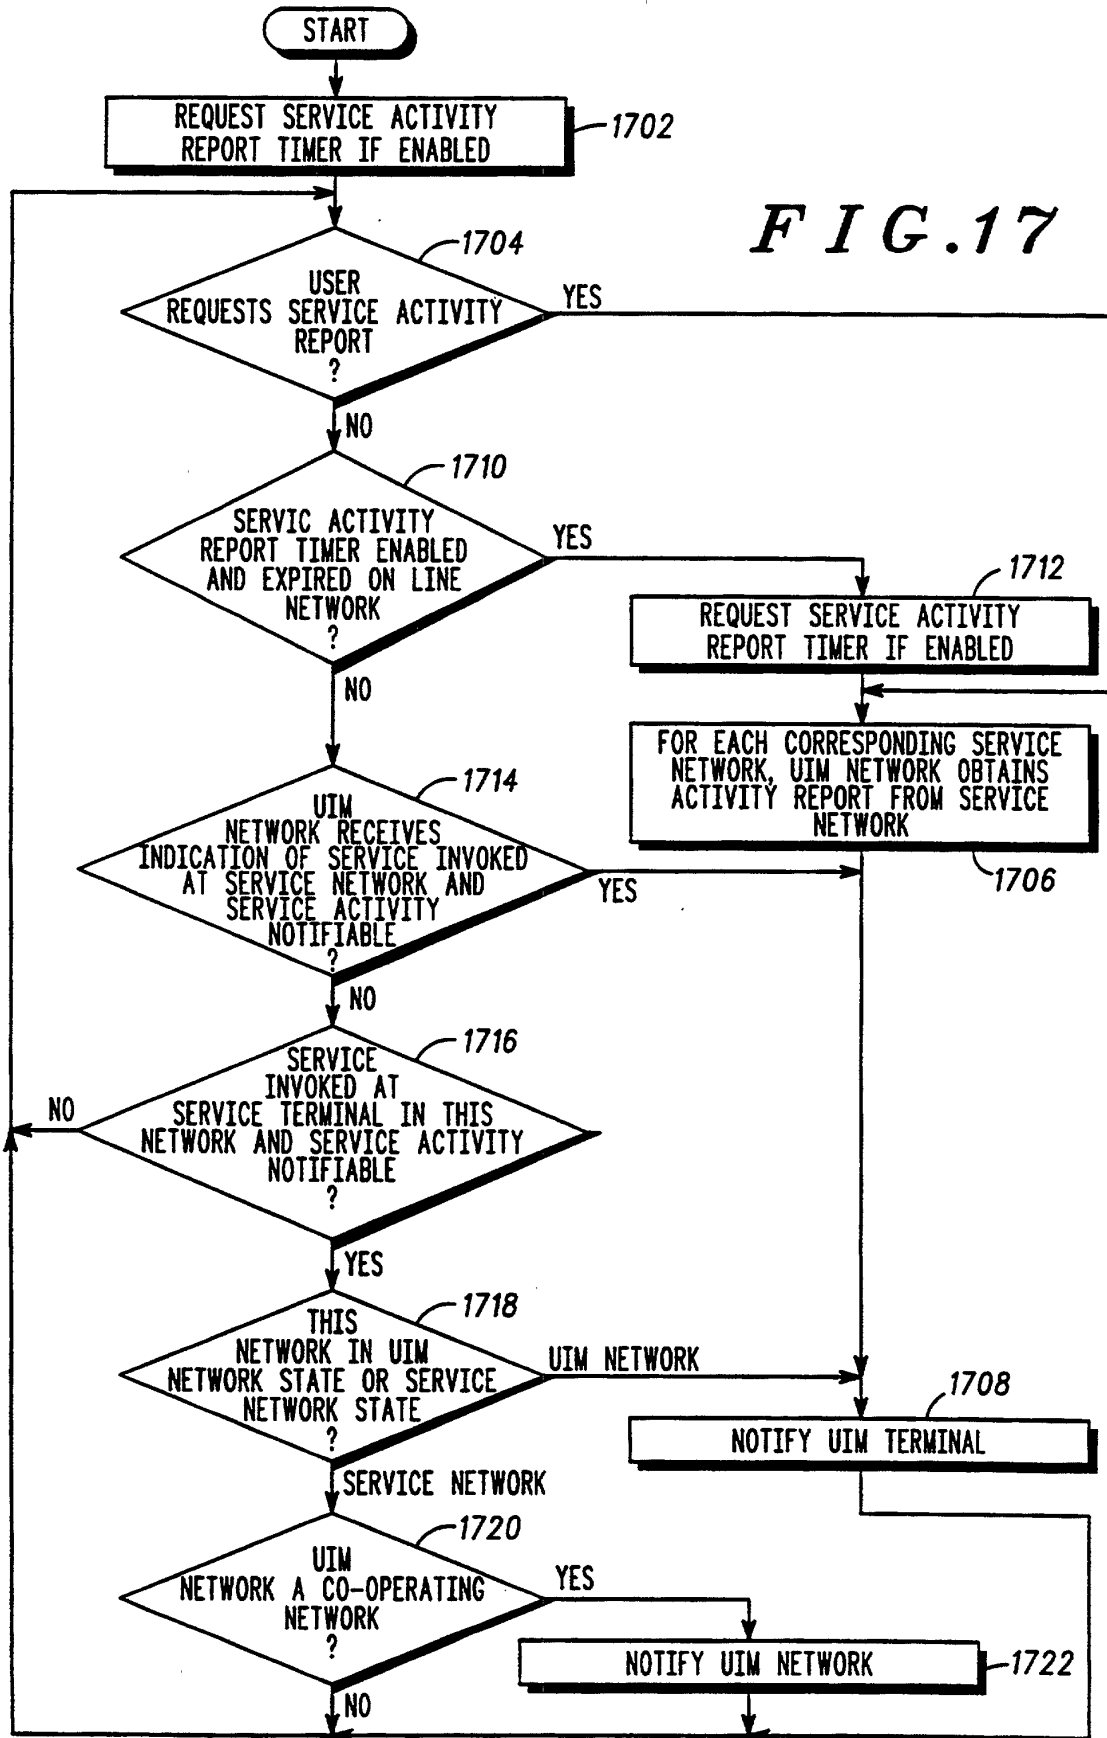 START
REQUEST SERVICE ACTIVITY
REPORT TIMER IF ENABLED
1702
FIG.17
1704
USER
REQUESTS SERVICE ACTIVITY
REPORT
?
YES
NO
1710
SERVIC ACTIVITY
REPORT TIMER ENABLED
AND EXPIRED ON LINE
NETWORK
?
YES
NO
1712
REQUEST SERVICE ACTIVITY
REPORT TIMER IF ENABLED
FOR EACH CORRESPONDING SERVICE
NETWORK, UIM NETWORK OBTAINS
ACTIVITY REPORT FROM SERVICE
NETWORK
1706
1714
UIM
NETWORK RECEIVES
INDICATION OF SERVICE INVOKED
AT SERVICE NETWORK AND
SERVICE ACTIVITY
NOTIFIABLE
?
YES
NO
1716
SERVICE
INVOKED AT
SERVICE TERMINAL IN THIS
NETWORK AND SERVICE ACTIVITY
NOTIFIABLE
?
NO
YES
1718
THIS
NETWORK IN UIM
NETWORK STATE OR SERVICE
NETWORK STATE
?
UIM NETWORK
SERVICE NETWORK
1708
NOTIFY UIM TERMINAL
1720
UIM
NETWORK A CO-OPERATING
NETWORK
?
YES
NO
NOTIFY UIM NETWORK
1722